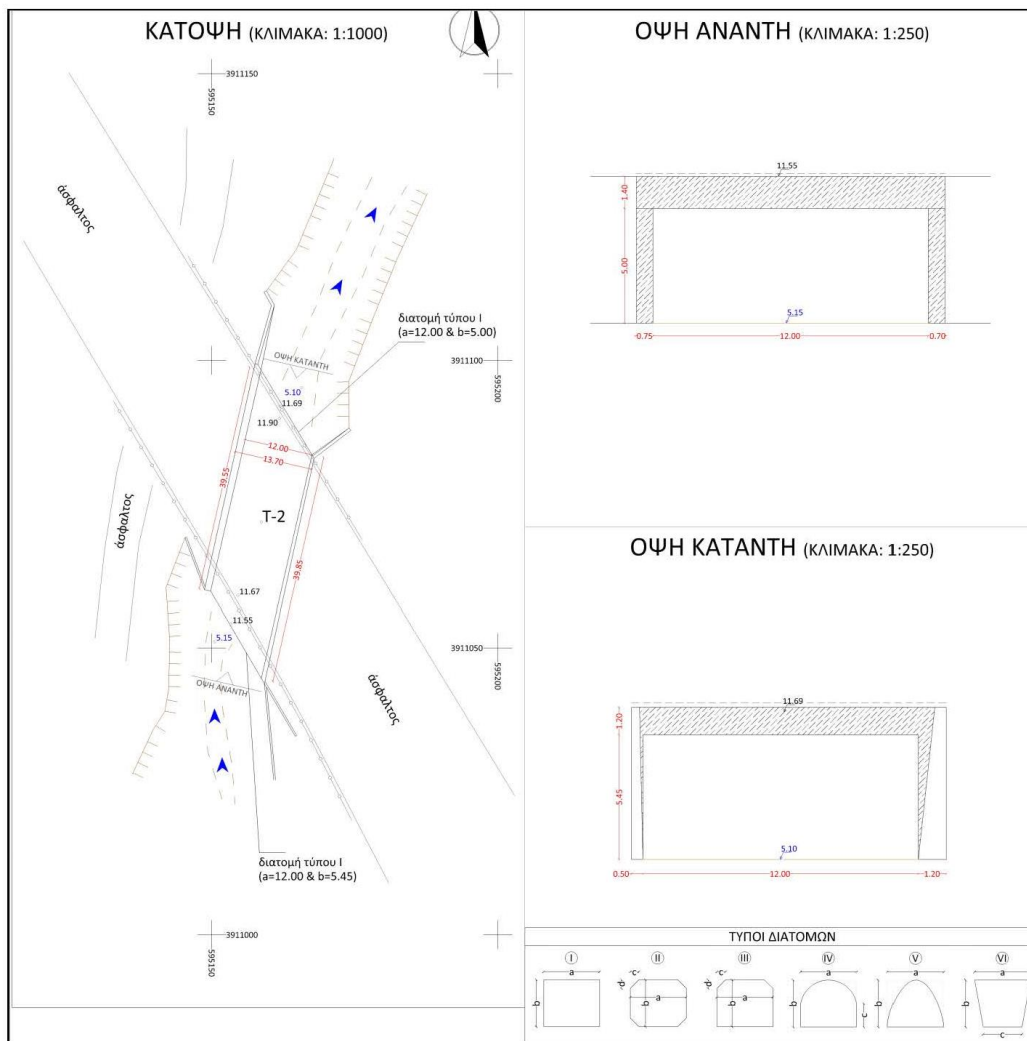 ΚΑΤΟΨΗ (ΚΛΙΜΑΚΑ: 1:1000)
3911150
595150
άσφαλτος
διατομή τύπου Ι
(a=12.00 & b=5.00)
ΟΨΗ ΚΑΤΑΝΤΗ
3911100
595200
5.10
11.69
11.90
12.00
13.70
39.55
T-2
άσφαλτος
39.85
11.67
11.55
5.15
3911050
595200
ΟΨΗ ΑΝΑΝΤΗ
άσφαλτος
διατομή τύπου Ι
(a=12.00 & b=5.45)
3911000
595150
ΟΨΗ ΑΝΑΝΤΗ (ΚΛΙΜΑΚΑ: 1:250)
11.55
1.40
5.00
5.15
0.75
12.00
0.70
ΟΨΗ ΚΑΤΑΝΤΗ (ΚΛΙΜΑΚΑ: 1:250)
11.69
1.20
5.45
5.10
0.50
12.00
1.20
ΤΥΠΟΙ ΔΙΑΤΟΜΩΝ
I II III IV V VI
a b
c d a b
c d a b
a b c
a b
a b c